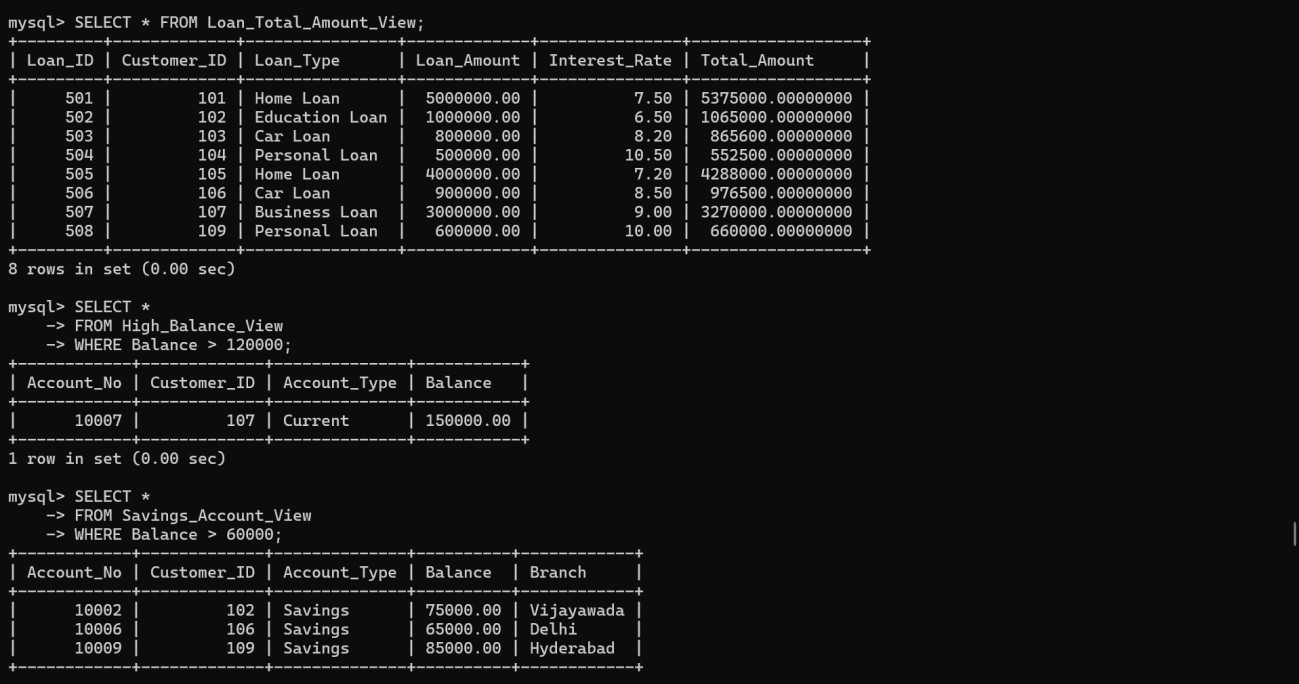 mysql> SELECT * FROM Loan_Total_Amount_View;
+---------+-------------+----------------+-------------+---------------+------------------+
| Loan_ID | Customer_ID | Loan_Type      | Loan_Amount | Interest_Rate | Total_Amount     |
+---------+-------------+----------------+-------------+---------------+------------------+
|     501 |         101 | Home Loan      |  5000000.00 |          7.50 | 5375000.00000000 |
|     502 |         102 | Education Loan |  1000000.00 |          6.50 | 1065000.00000000 |
|     503 |         103 | Car Loan       |   800000.00 |          8.20 |  865600.00000000 |
|     504 |         104 | Personal Loan  |   500000.00 |         10.50 |  552500.00000000 |
|     505 |         105 | Home Loan      |  4000000.00 |          7.20 | 4288000.00000000 |
|     506 |         106 | Car Loan       |   900000.00 |          8.50 |  976500.00000000 |
|     507 |         107 | Business Loan  |  3000000.00 |          9.00 | 3270000.00000000 |
|     508 |         109 | Personal Loan  |   600000.00 |         10.00 |  660000.00000000 |
+---------+-------------+----------------+-------------+---------------+------------------+
8 rows in set (0.00 sec)

mysql> SELECT *
    -> FROM High_Balance_View
    -> WHERE Balance > 120000;
+------------+-------------+--------------+-----------+
| Account_No | Customer_ID | Account_Type | Balance   |
+------------+-------------+--------------+-----------+
|      10007 |         107 | Current      | 150000.00 |
+------------+-------------+--------------+-----------+
1 row in set (0.00 sec)

mysql> SELECT *
    -> FROM Savings_Account_View
    -> WHERE Balance > 60000;
+------------+-------------+--------------+----------+------------+
| Account_No | Customer_ID | Account_Type | Balance  | Branch     |
+------------+-------------+--------------+----------+------------+
|      10002 |         102 | Savings      | 75000.00 | Vijayawada |
|      10006 |         106 | Savings      | 65000.00 | Delhi      |
|      10009 |         109 | Savings      | 85000.00 | Hyderabad  |
+------------+-------------+--------------+----------+------------+